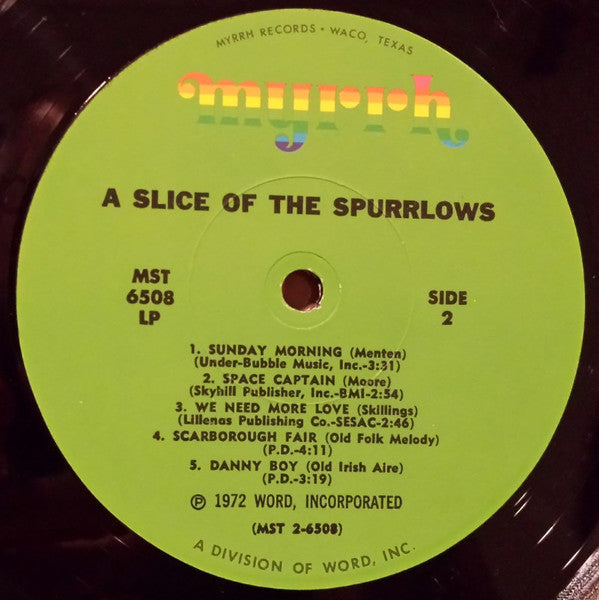 MYRRH RECORDS • WACO, TEXAS
myrrh
A SLICE OF THE SPURRLOWS
MST
6508
LP
SIDE
2
1. SUNDAY MORNING (Menten)
(Under-Bubble Music, Inc.-3:31)
2. SPACE CAPTAIN (Moore)
(Skyhill Publisher, Inc.-BMI-2:54)
3. WE NEED MORE LOVE (Skillings)
(Lillenas Publishing Co.-SESAC-2:46)
4. SCARBOROUGH FAIR (Old Folk Melody)
(P.D.-4:11)
5. DANNY BOY (Old Irish Aire)
(P.D.-3:19)
℗ 1972 WORD, INCORPORATED
(MST 2-6508)
A DIVISION OF WORD, INC.